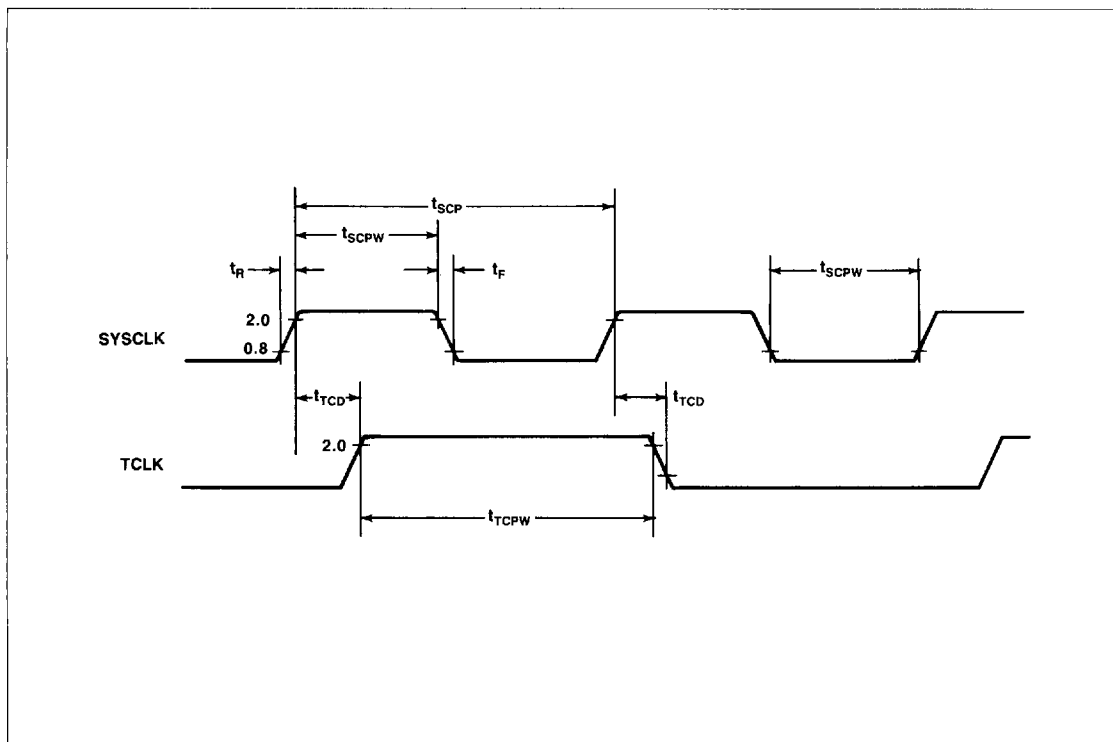 tSCP
tSCPW
tR
tF
tSCPW
2.0
SYSCLK
0.8
tTCD
tTCD
2.0
TCLK
tTCPW